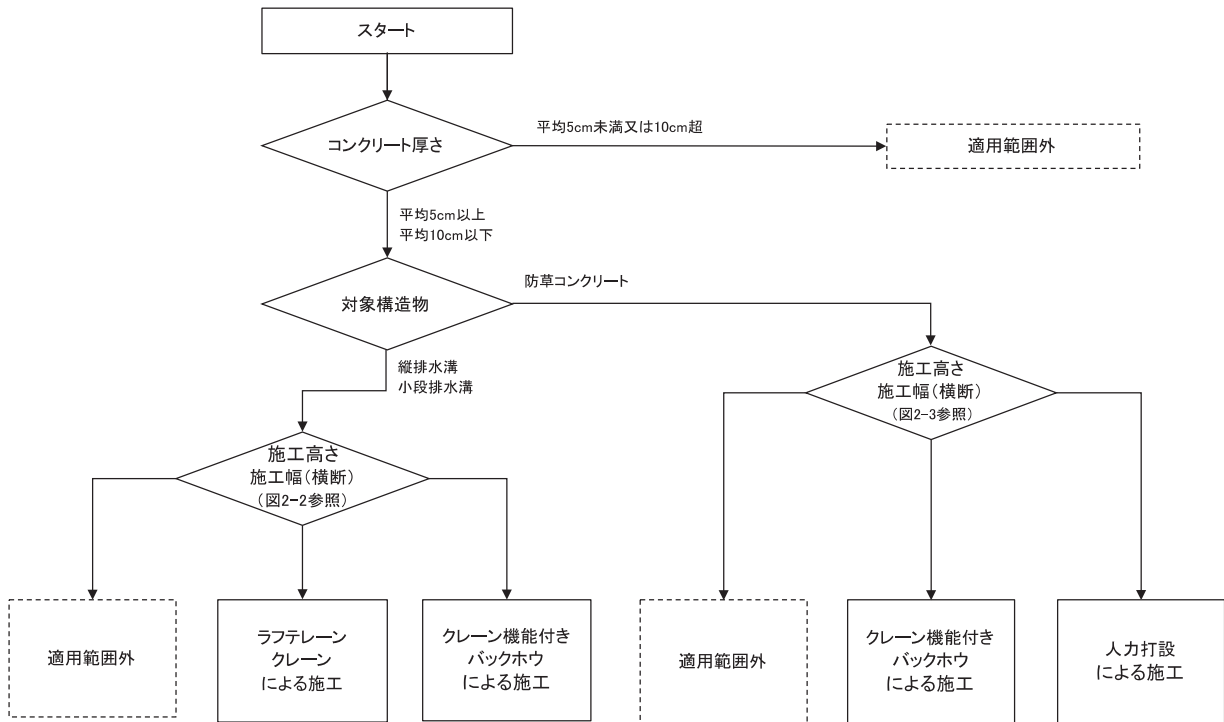 スタート
コンクリート厚さ
平均5cm未満又は10cm超
適用範囲外
平均5cm以上
平均10cm以下
対象構造物
防草コンクリート
縦排水溝
小段排水溝
施工高さ
施工幅(横断)
(図2-3参照)
施工高さ
施工幅(横断)
(図2-2参照)
適用範囲外
ラフテレーン
クレーン
による施工
クレーン機能付き
バックホウ
による施工
適用範囲外
クレーン機能付き
バックホウ
による施工
人力打設
による施工